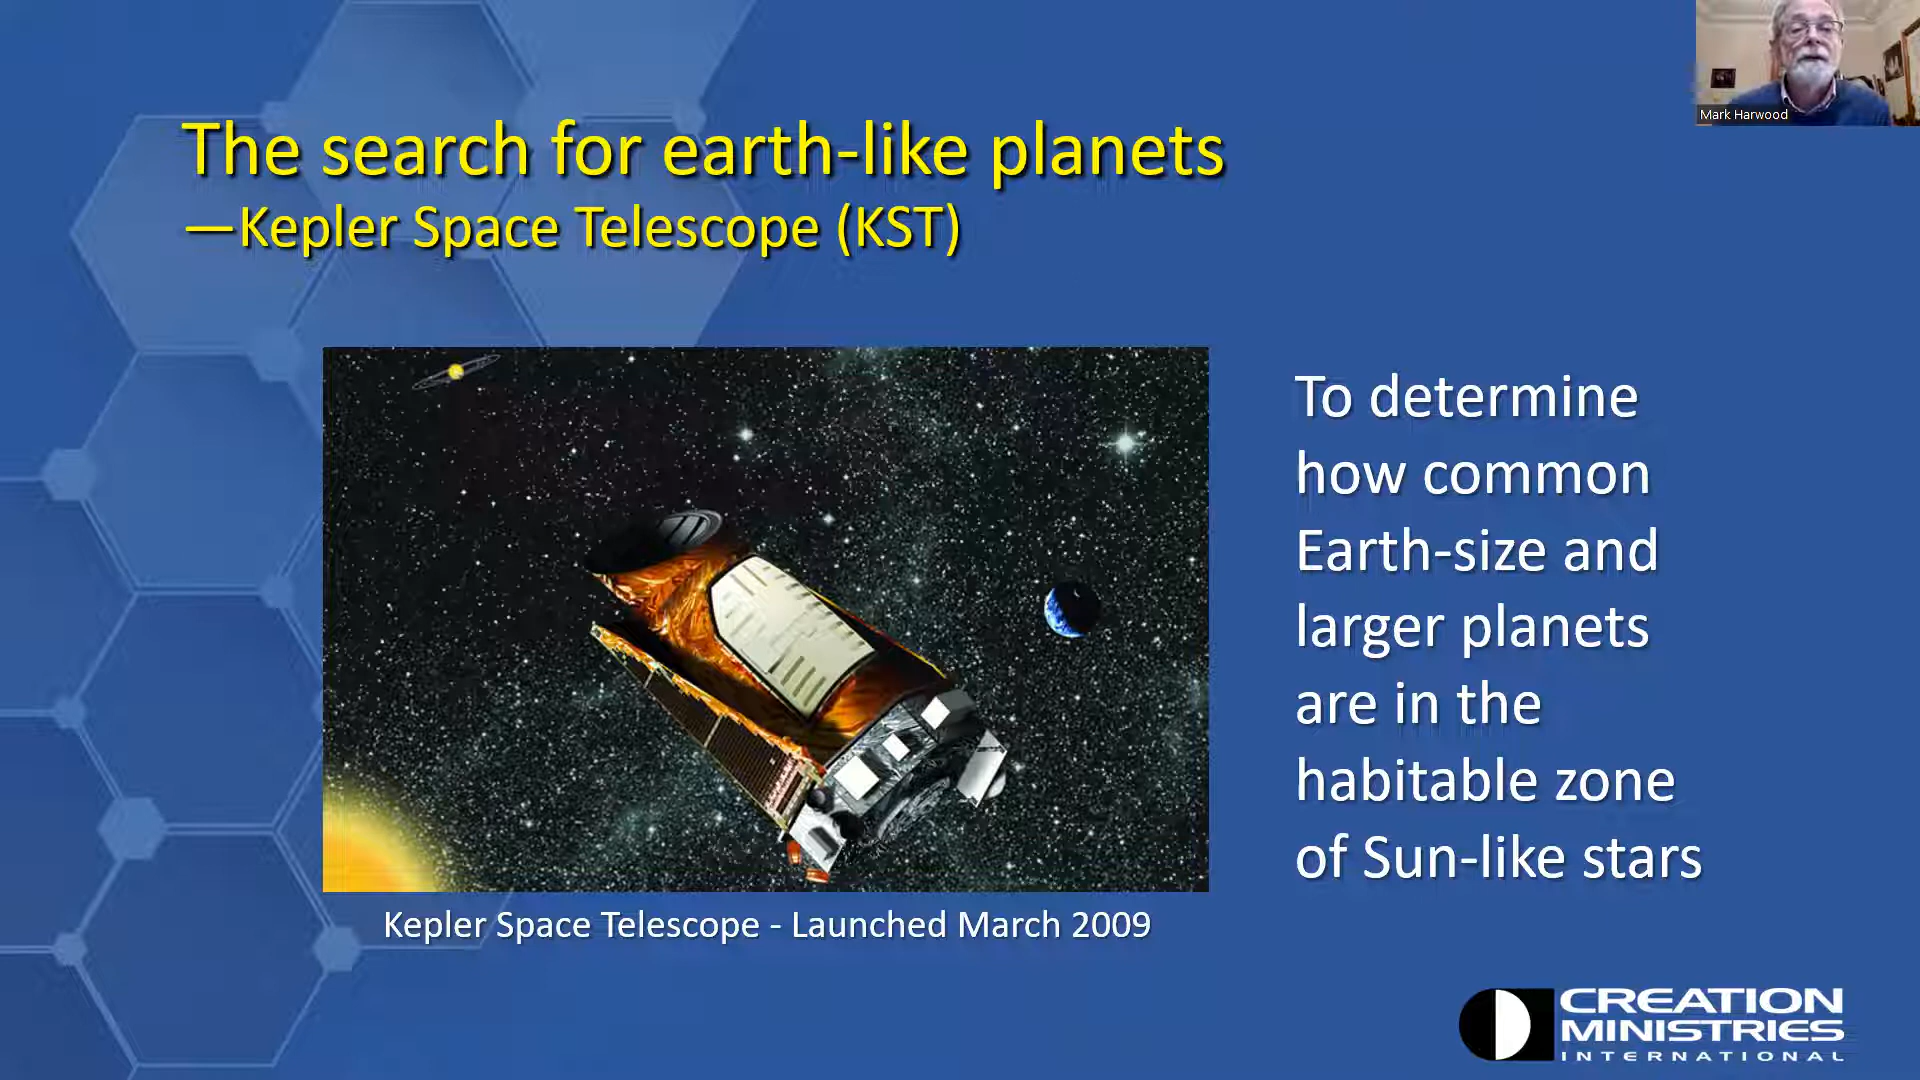 The search for earth-like planets
—Kepler Space Telescope (KST)
Mark Harwood
To determine
how common
Earth-size and
larger planets
are in the
habitable zone
of Sun-like stars
Kepler Space Telescope - Launched March 2009
CREATION
MINISTRIES
INTERNATIONAL